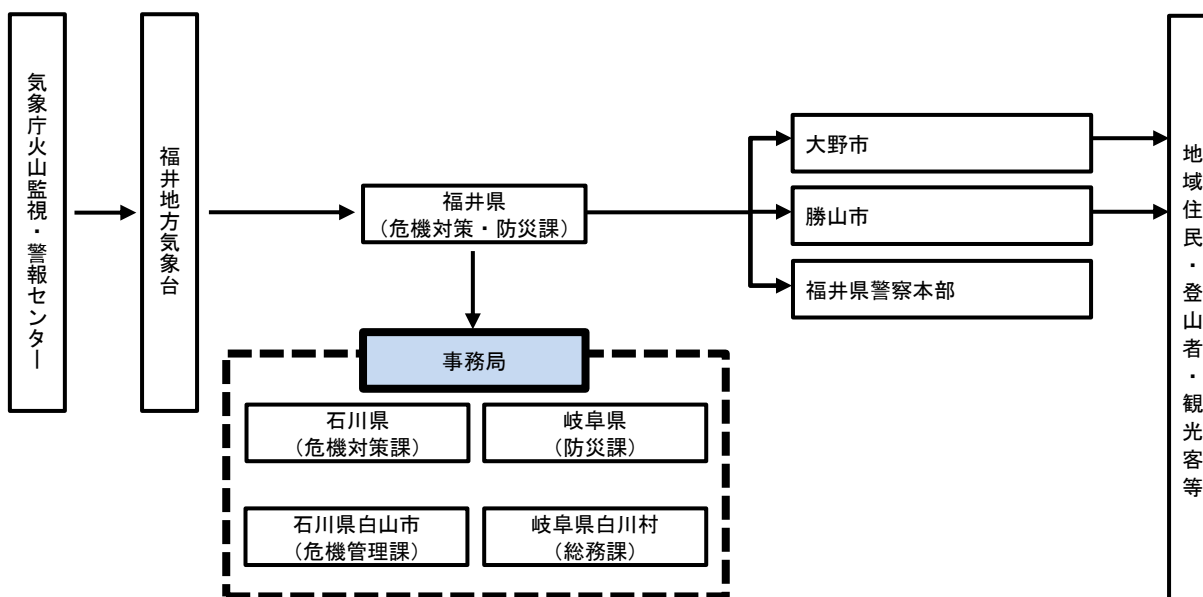 気象庁火山監視・警報センター
福井地方気象台
福井県
（危機対策・防災課）
大野市
勝山市
福井県警察本部
地域住民・登山者・観光客等
事務局
石川県
（危機対策課）
岐阜県
（防災課）
石川県白山市
（危機管理課）
岐阜県白川村
（総務課）